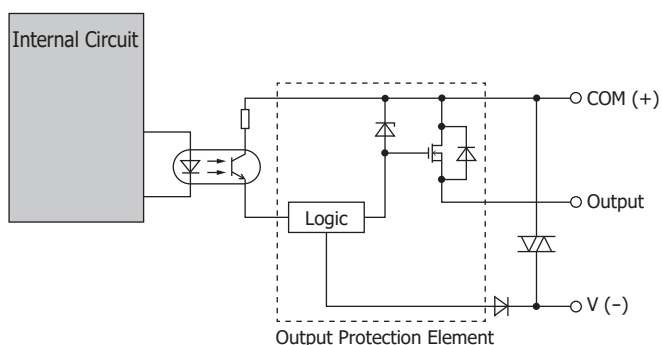 Internal Circuit
COM (+)
Output
Logic
V (–)
Output Protection Element